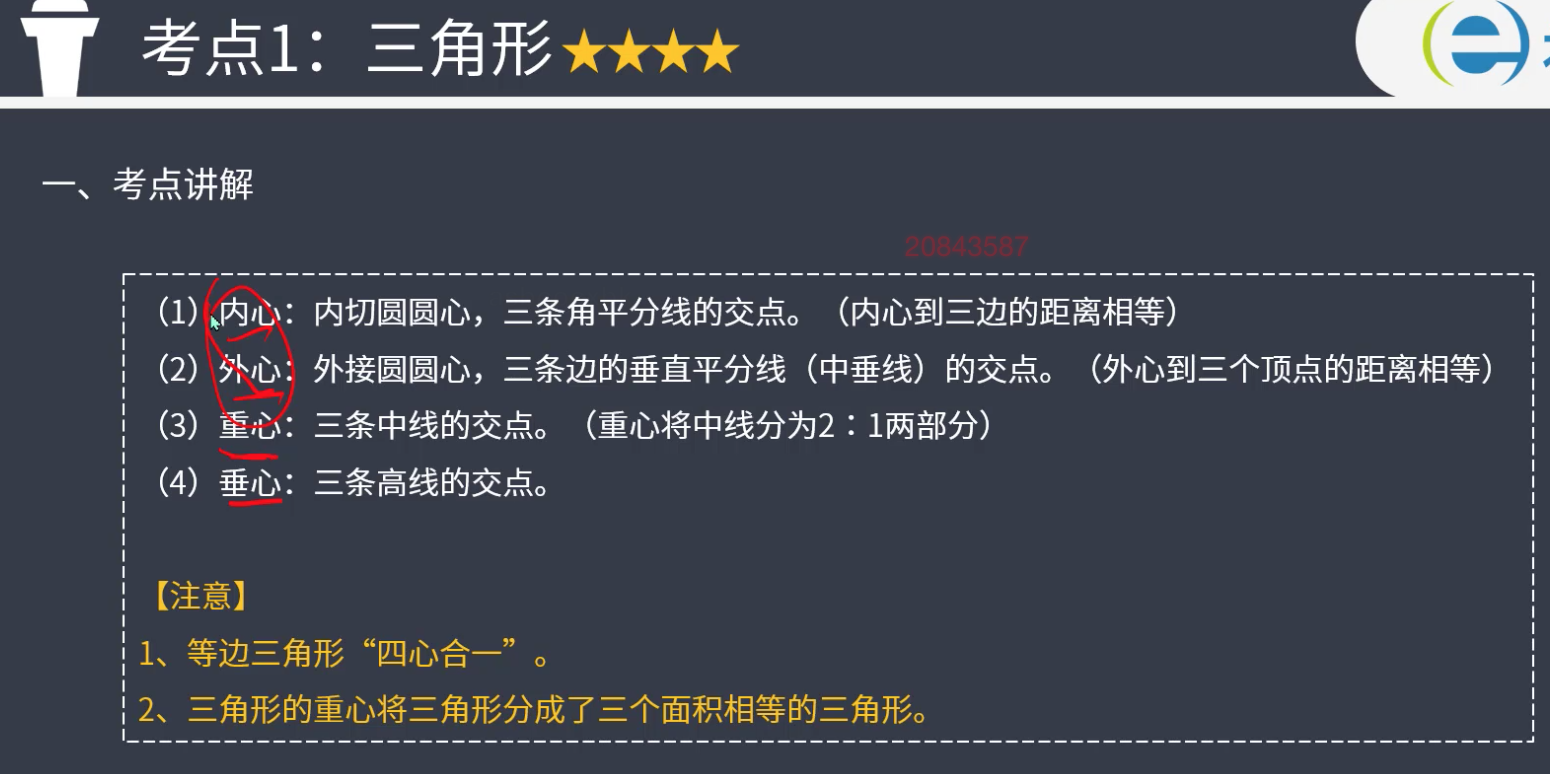 考点1：三角形★★★★
一、考点讲解
20843587
（1）内心：内切圆圆心，三条角平分线的交点。（内心到三边的距离相等）
（2）外心：外接圆圆心，三条边的垂直平分线（中垂线）的交点。（外心到三个顶点的距离相等）
（3）重心：三条中线的交点。（重心将中线分为2：1两部分）
（4）垂心：三条高线的交点。
【注意】
1、等边三角形“四心合一”。
2、三角形的重心将三角形分成了三个面积相等的三角形。